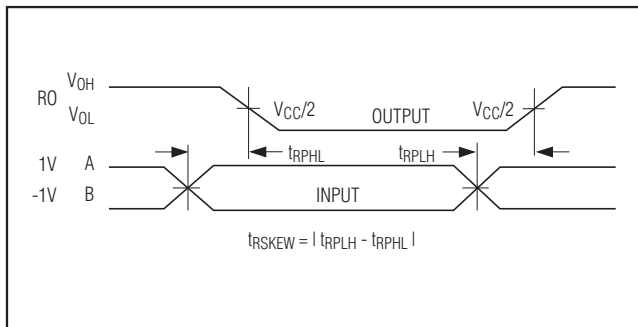 RO
VOH
VOL
VCC/2
OUTPUT
VCC/2
tRPHL
tRPLH
1V A
-1V B
INPUT
tRSKEW = | tRPLH - tRPHL |